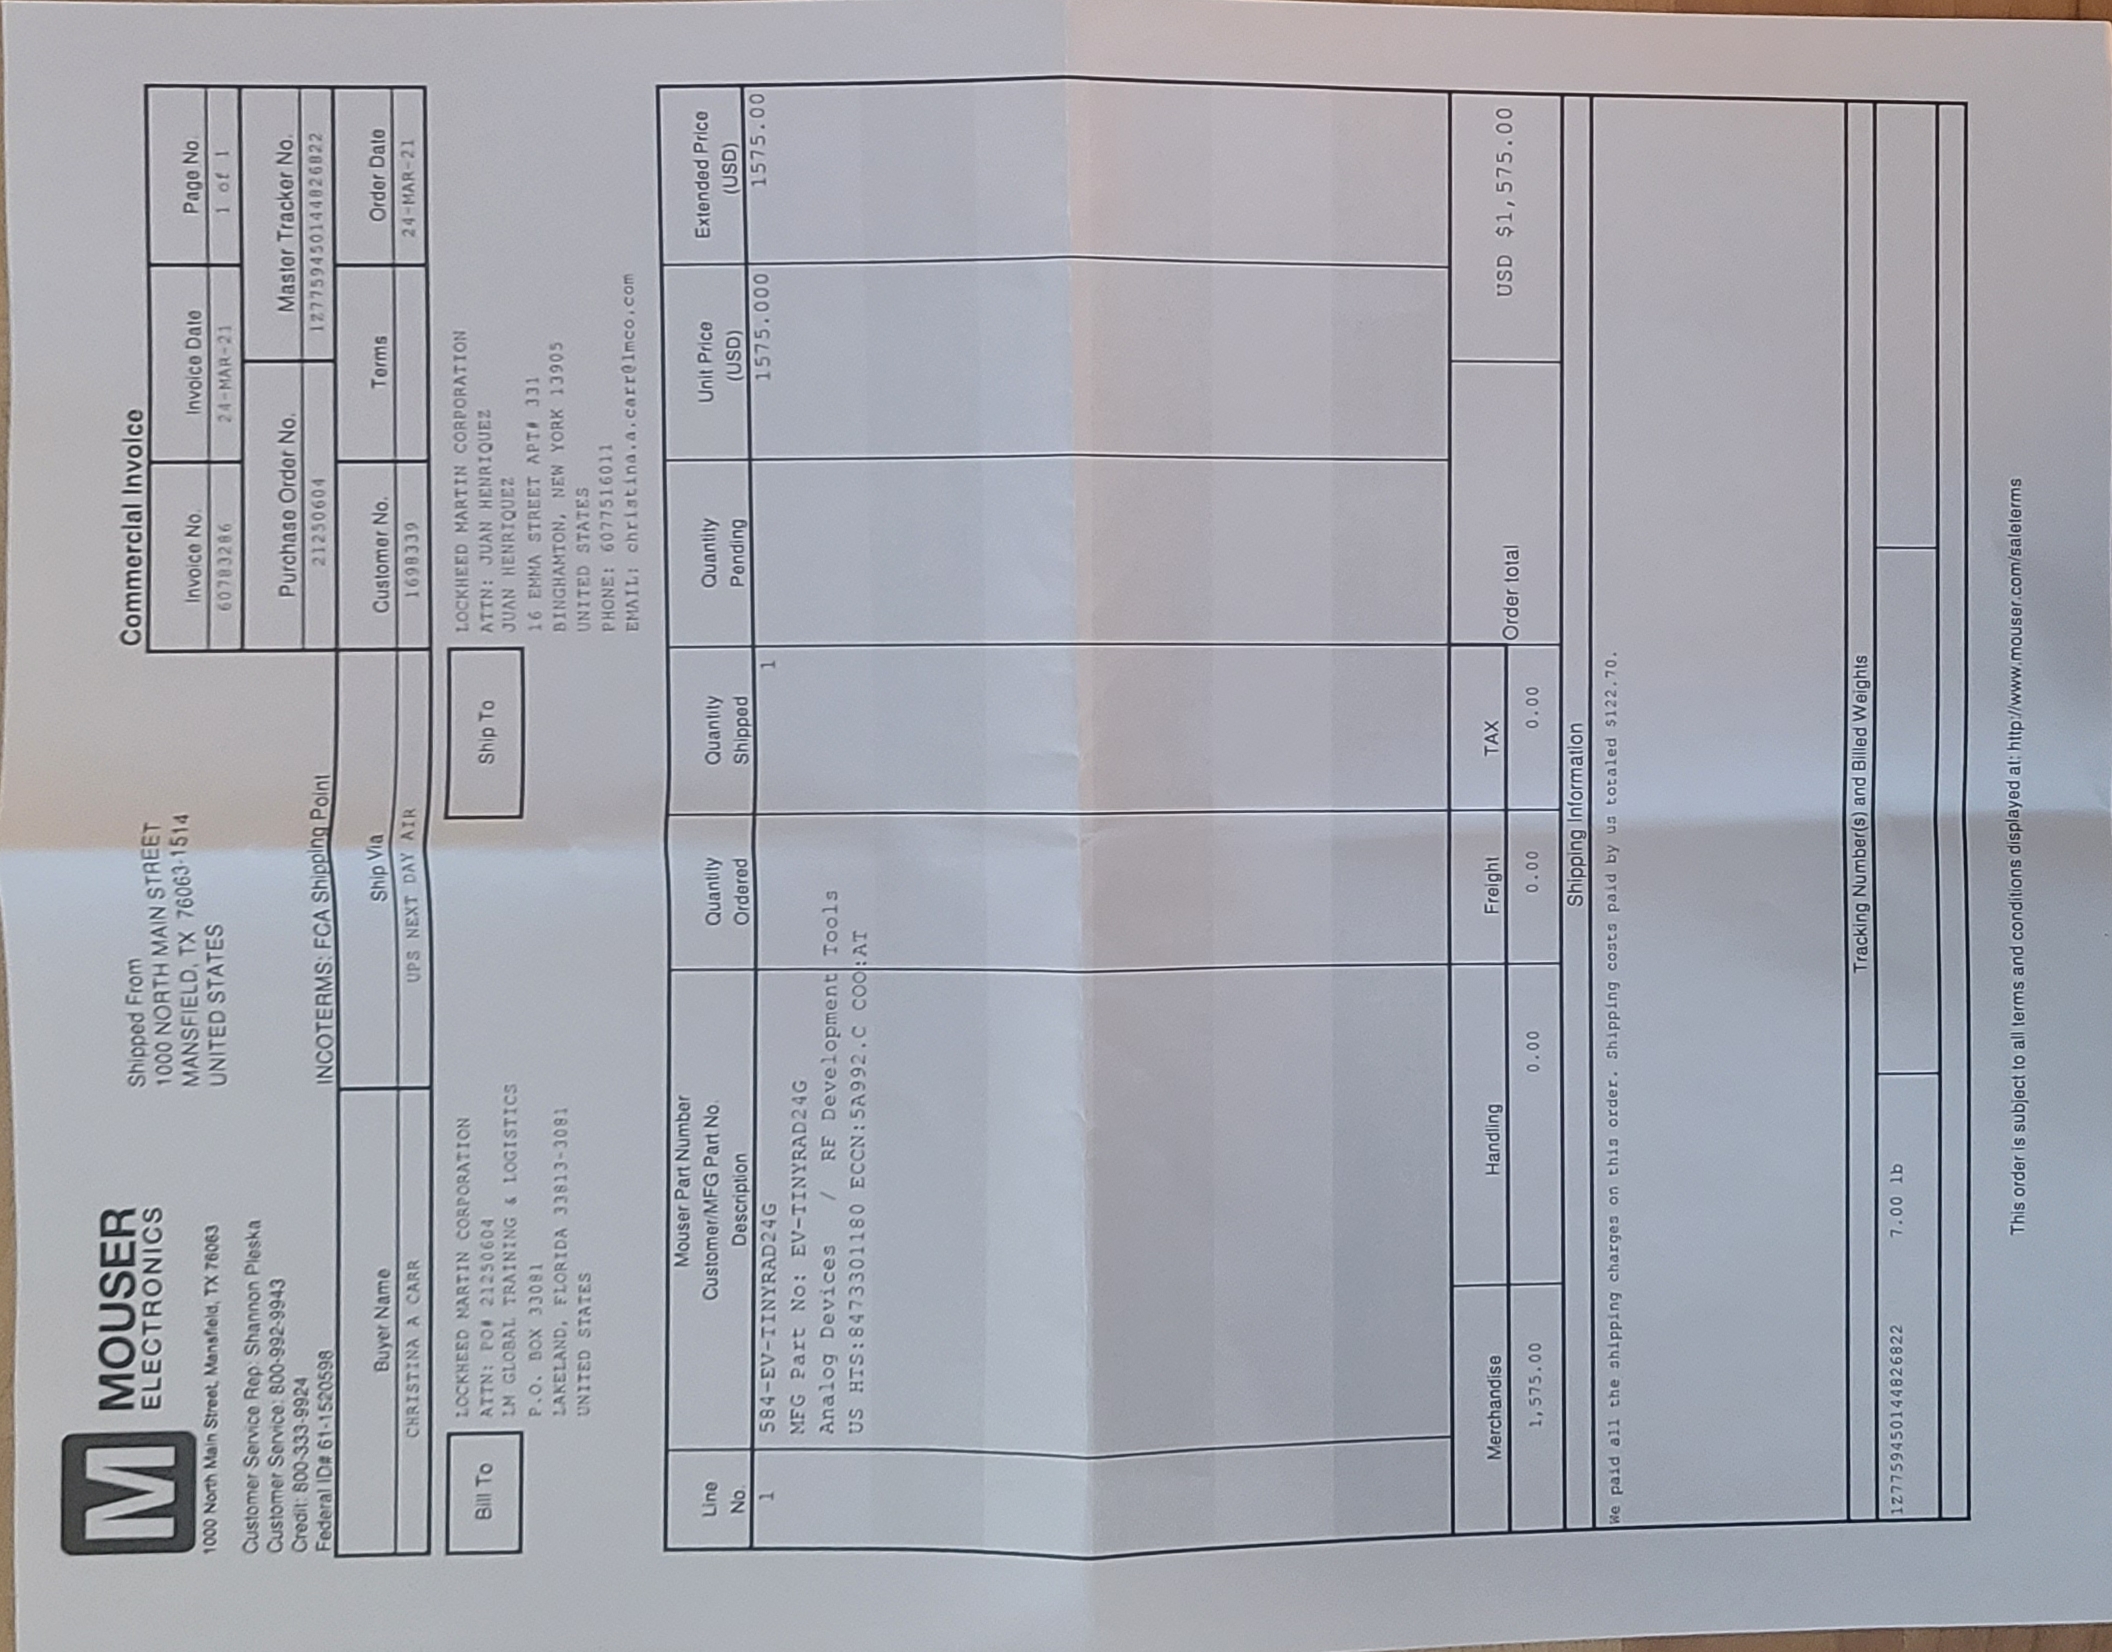 MOUSER
ELECTRONICS
1000 North Main Street, Mansfield, TX 76063
Customer Service Rep: Shannon Pleska
Customer Service: 800-992-9943
Credit: 800-333-9924
Federal ID# 61-1520598
Shipped From
1000 NORTH MAIN STREET
MANSFIELD, TX 76063-1514
UNITED STATES
INCOTERMS: FCA Shipping Point
Commercial Invoice
Invoice No. Invoice Date Page No.
60783286 24-MAR-21 1 of 1
Purchase Order No. Master Tracker No.
21250604 1Z7759450144826822
Buyer Name Ship Via Customer No. Terms Order Date
CHRISTINA A CARR UPS NEXT DAY AIR 1698339 24-MAR-21
Bill To
LOCKHEED MARTIN CORPORATION
ATTN: PO# 21250604
LM GLOBAL TRAINING & LOGISTICS
P.O. BOX 33081
LAKELAND, FLORIDA 33813-3081
UNITED STATES
Ship To
LOCKHEED MARTIN CORPORATION
ATTN: JUAN HENRIQUEZ
JUAN HENRIQUEZ
16 EMMA STREET APT# 331
BINGHAMTON, NEW YORK 13905
UNITED STATES
PHONE: 6077516011
EMAIL: christina.a.carr@lmco.com
Line No. Mouser Part Number Customer/MFG Part No. Description Quantity Ordered Quantity Shipped Quantity Pending Unit Price (USD) Extended Price (USD)
1 584-EV-TINYRAD24G 1 1575.000 1575.00
MFG Part No: EV-TINYRAD24G
Analog Devices / RF Development Tools
US HTS:8473301180 ECCN:5A992.C COO:AT
Merchandise Handling Freight TAX Order total USD $1,575.00
1,575.00 0.00 0.00 0.00
Shipping Information
We paid all the shipping charges on this order. Shipping costs paid by us totaled $122.70.
Tracking Number(s) and Billed Weights
1Z7759450144826822 7.00 lb
This order is subject to all terms and conditions displayed at: http://www.mouser.com/saleterms